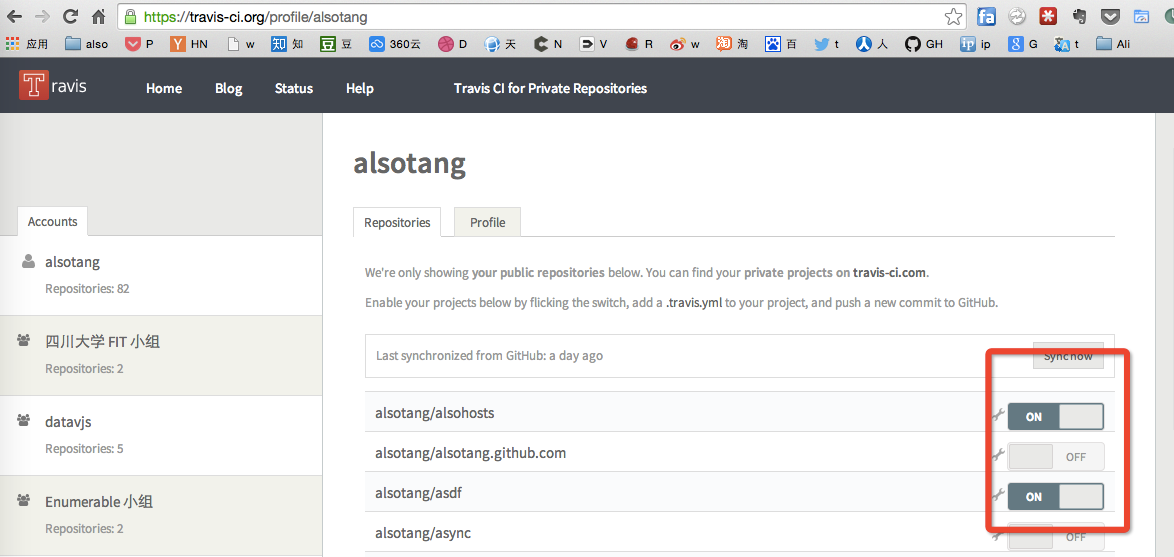 https://travis-ci.org/profile/alsotang
应用 also P HN w 知 豆 360云 D 天 N V R w 淘 百 t 人 GH ip G t Ali
Travis Home Blog Status Help Travis CI for Private Repositories
alsotang
Accounts
Repositories Profile
alsotang
Repositories: 82
We're only showing your public repositories below. You can find your private projects on travis-ci.com.
Enable your projects below by flicking the switch, add a .travis.yml to your project, and push a new commit to GitHub.
四川大学 FIT 小组
Repositories: 2
Last synchronized from GitHub: a day ago Sync now
datavjs
Repositories: 5
alsotang/alsohosts ON
alsotang/alsotang.github.com OFF
Enumerable 小组
Repositories: 2
alsotang/asdf ON
alsotang/async OFF